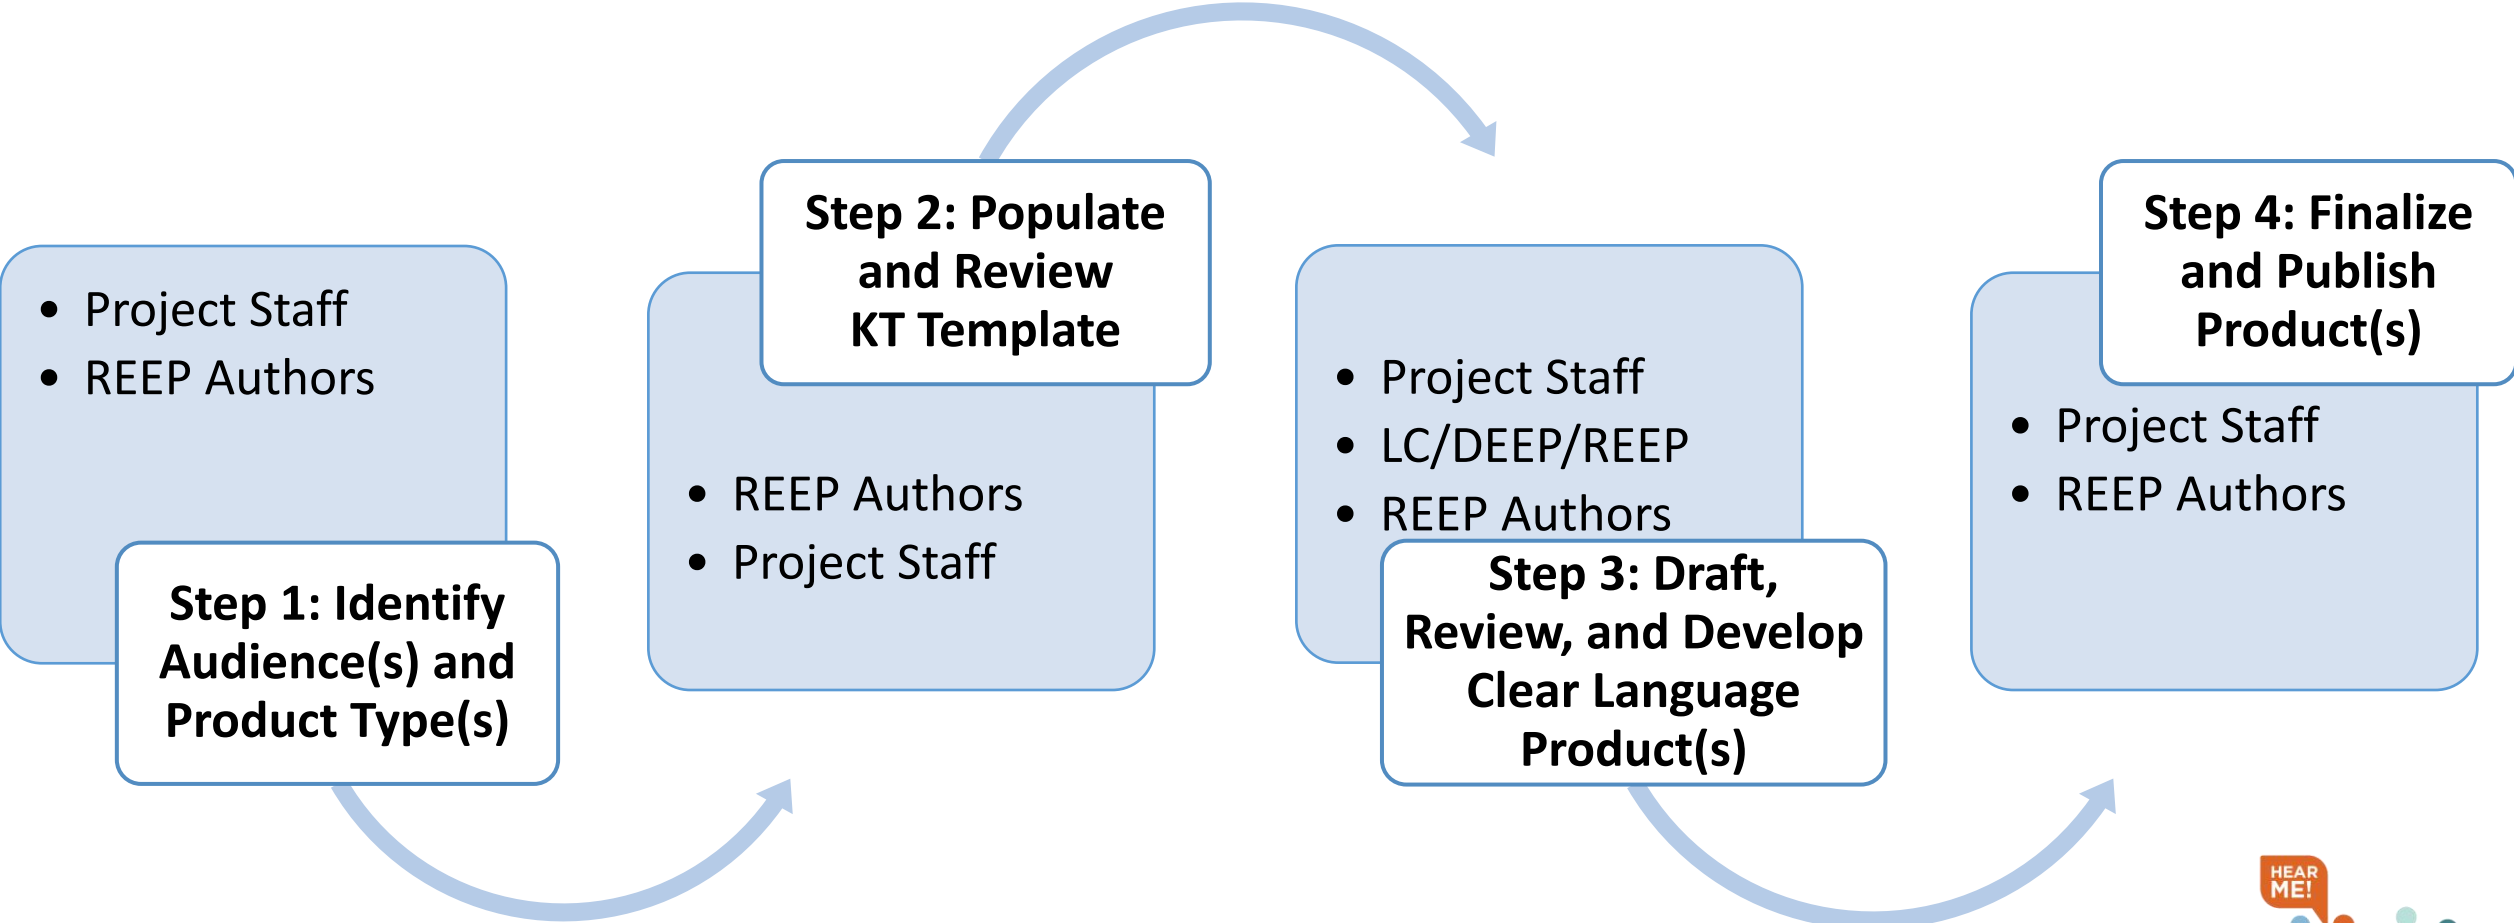 Project Staff
REEP Authors
Step 1: Identify
Audience(s) and
Product Type(s)
Step 2: Populate
and Review
KT Template
REEP Authors
Project Staff
Project Staff
LC/DEEP/REEP
REEP Authors
Step 3: Draft,
Review, and Develop
Clear Language
Product(s)
Step 4: Finalize
and Publish
Product(s)
Project Staff
REEP Authors
HEAR
ME!